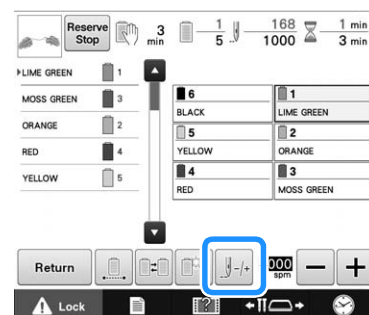 Reserve Stop
3 min
1 5
168 1000
1 min 3 min
LIME GREEN 1
MOSS GREEN 3
ORANGE 2
RED 4
YELLOW 5
6 BLACK
1 LIME GREEN
5 YELLOW
2 ORANGE
4 RED
3 MOSS GREEN
Return
-/+
000 spm
− +
Lock
?